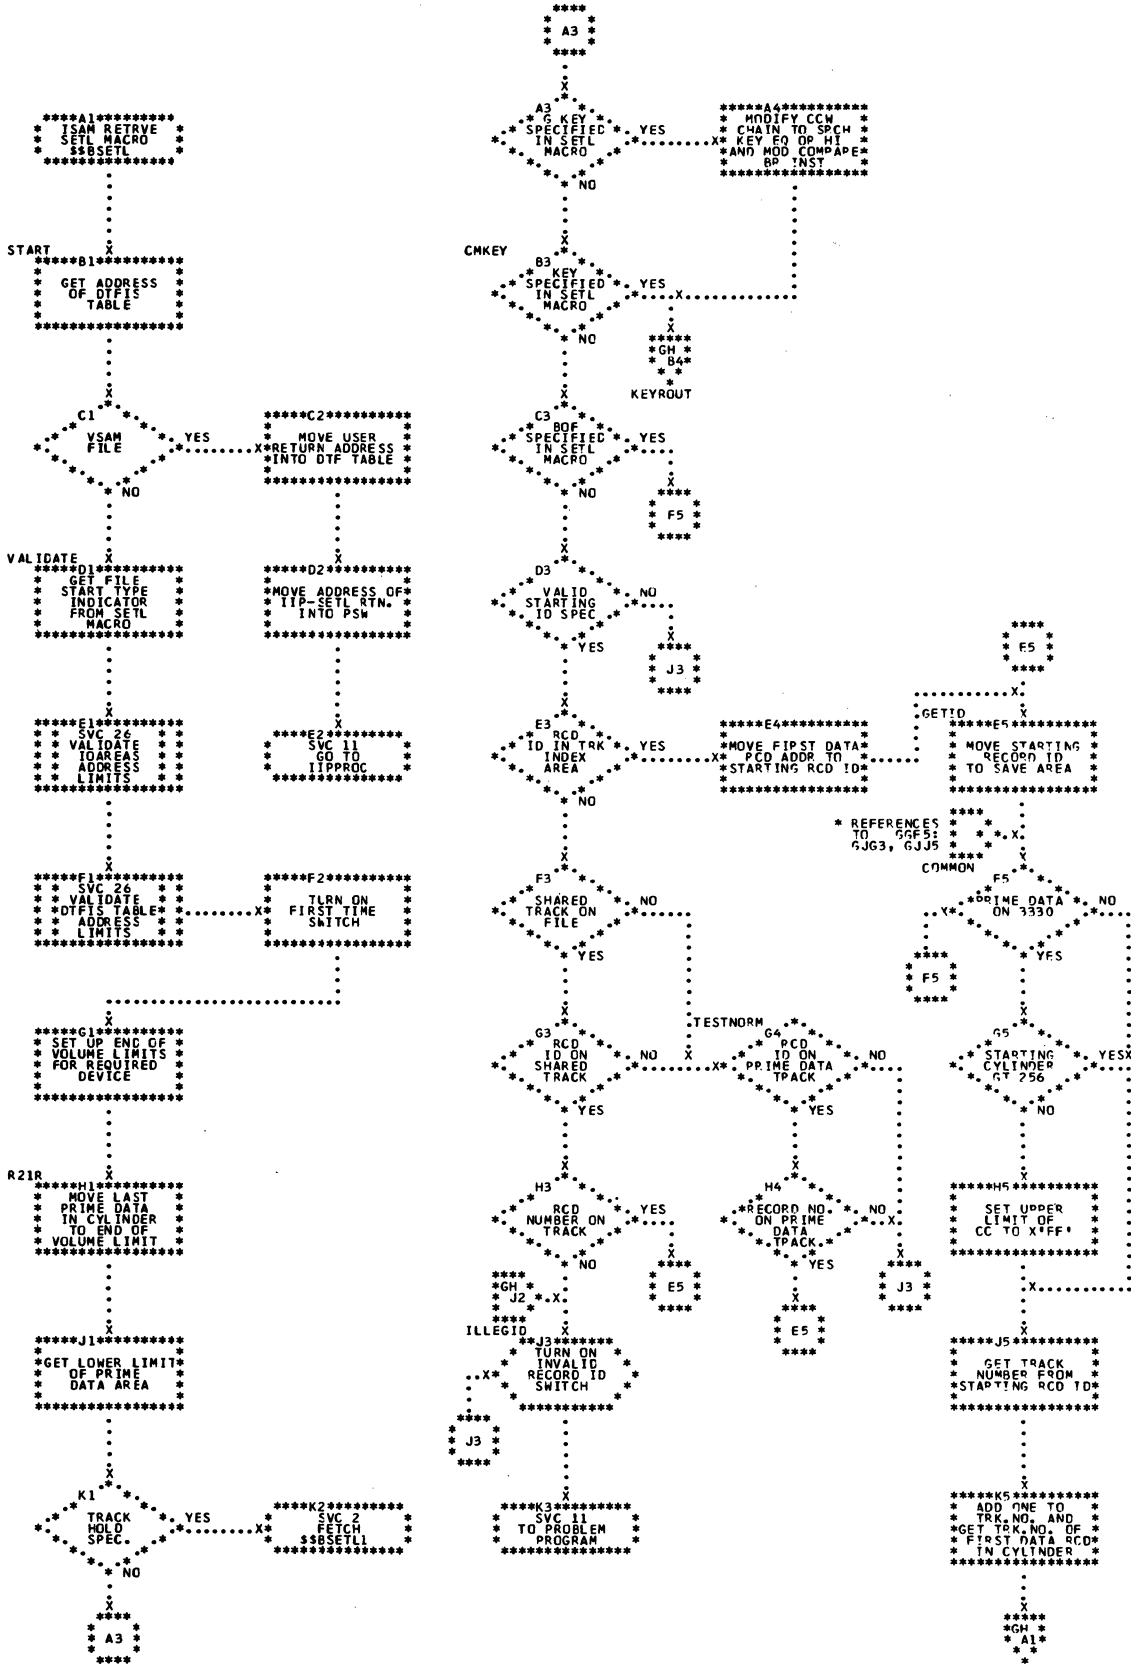 A3
A1
ISAM RETRVE
SETL MACRO
$$BSETL
START
B1
GET ADDRESS
OF DTFIS
TABLE
C1
VSAM
FILE
YES
NO
C2
MOVE USER
RETURN ADDRESS
INTO DTF TABLE
VALIDATE
D1
GET FILE
START TYPE
INDICATOR
FROM SETL
MACRO
D2
MOVE ADDRESS OF
IIP-SETL RTN.
INTO PSW
E1
SVC 26
VALIDATE
IOAREAS
ADDRESS
LIMITS
E2
SVC 11
GO TO
IIPPROC
F1
SVC 26
VALIDATE
DTFIS TABLE
ADDRESS
LIMITS
F2
TURN ON
FIRST TIME
SWITCH
G1
SET UP END OF
VOLUME LIMITS
FOR REQUIRED
DEVICE
R21R
H1
MOVE LAST
PRIME DATA
IN CYLINDER
TO END OF
VOLUME LIMIT
J1
GET LOWER LIMIT
OF PRIME
DATA AREA
K1
TRACK
HOLD
SPEC.
YES
NO
K2
SVC 2
FETCH
$$BSETL1
A3
A3
G KEY
SPECIFIED
IN SETL
MACRO
YES
NO
A4
MODIFY CCW
CHAIN TO SRCH
KEY EQ OR HI
AND MOD COMPARE
BR INST
CMKEY
B3
KEY
SPECIFIED
IN SETL
MACRO
YES
NO
GH
B4
KEYROUT
C3
BOF
SPECIFIED
IN SETL
MACRO
YES
NO
F5
D3
VALID
STARTING
ID SPEC
NO
YES
J3
E3
RCD
ID IN TRK
INDEX
AREA
YES
NO
E4
MOVE FIRST DATA
RCD ADDR TO
STARTING RCD ID
F3
SHARED
TRACK ON
FILE
NO
YES
G3
RCD
ID ON
SHARED
TRACK
NO
YES
TESTNORM
G4
RCD
ID ON
PRIME DATA
TRACK
NO
YES
H3
RCD
NUMBER ON
TRACK
YES
NO
E5
H4
RECORD NO.
ON PRIME
DATA
TRACK
NO
YES
J3
E5
GH
J2
ILLEGID
J3
TURN ON
INVALID
RECORD ID
SWITCH
J3
K3
SVC 11
TO PROBLEM
PROGRAM
E5
GETID
E5
MOVE STARTING
RECORD ID
TO SAVE AREA
* REFERENCES
TO GGF5:
GJG3, GJJ5
COMMON
F5
PRIME DATA
ON 3330
NO
YES
F5
G5
STARTING
CYLINDER
GT 256
YES
NO
H5
SET UPPER
LIMIT OF
CC TO X'FF'
J5
GET TRACK
NUMBER FROM
STARTING RCD ID
K5
ADD ONE TO
TRK.NO. AND
GET TRK.NO. OF
FIRST DATA RCD
IN CYLINDER
GH
A1